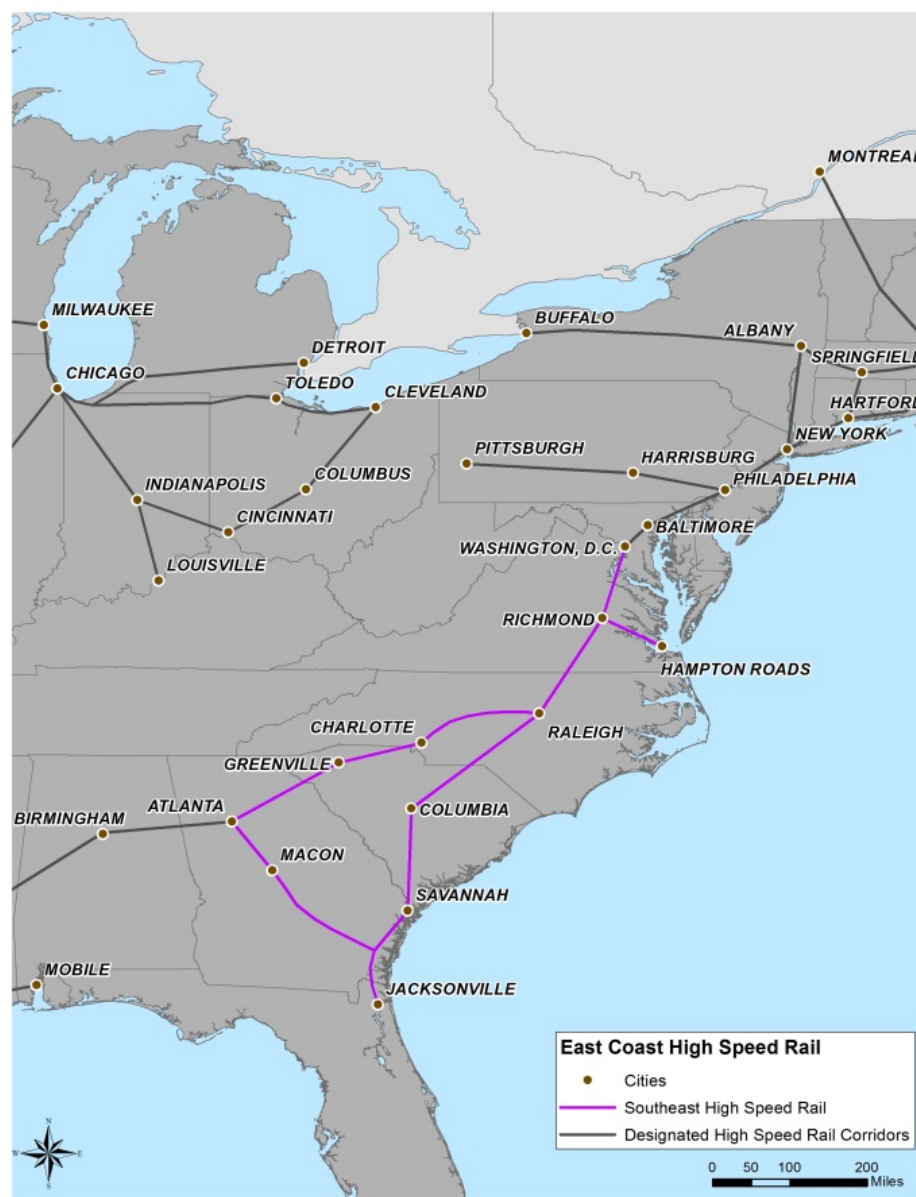 MONTREAL
MILWAUKEE
BUFFALO
ALBANY
DETROIT
SPRINGFIELD
CHICAGO
TOLEDO
CLEVELAND
HARTFORD
NEW YORK
PITTSBURGH
HARRISBURG
COLUMBUS
PHILADELPHIA
INDIANAPOLIS
CINCINNATI
BALTIMORE
WASHINGTON, D.C.
LOUISVILLE
RICHMOND
HAMPTON ROADS
CHARLOTTE
RALEIGH
GREENVILLE
ATLANTA
COLUMBIA
BIRMINGHAM
MACON
SAVANNAH
MOBILE
JACKSONVILLE
East Coast High Speed Rail
Cities
Southeast High Speed Rail
Designated High Speed Rail Corridors
N
W E
S
0 50 100 200
Miles